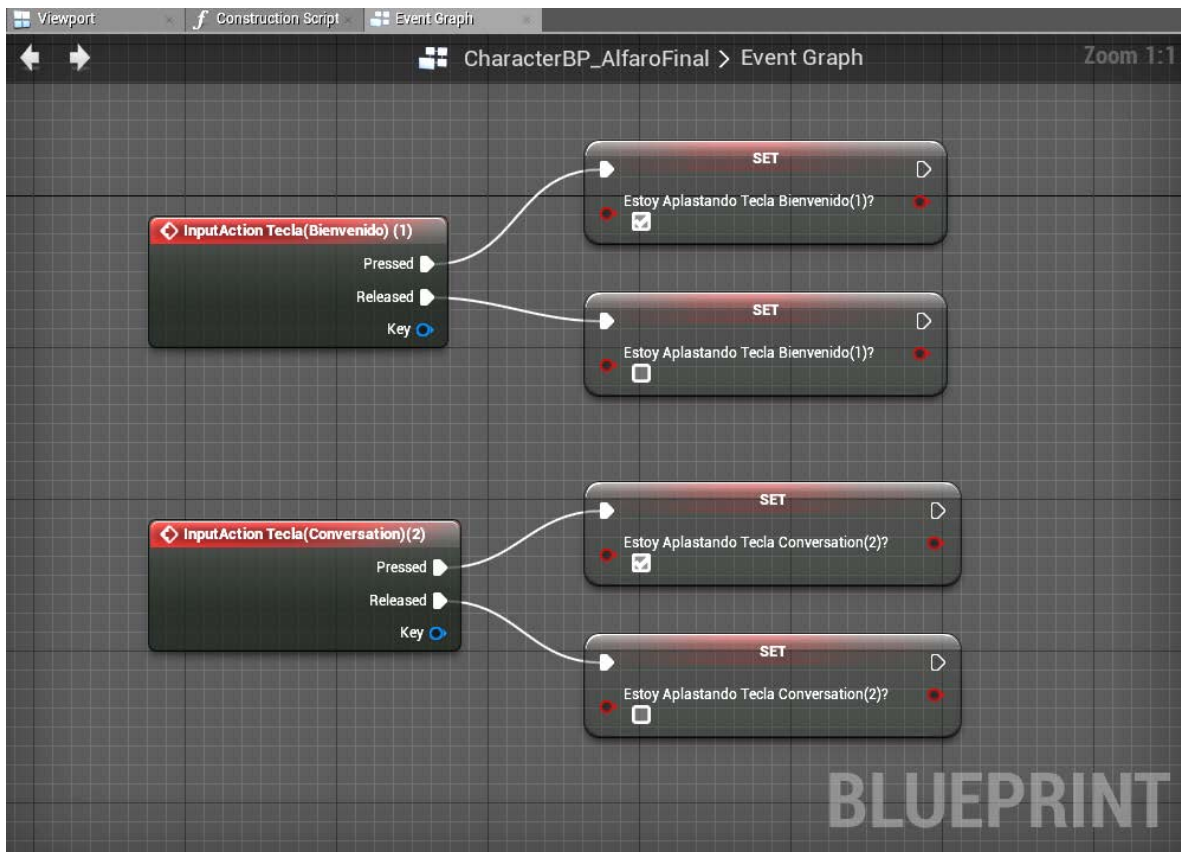 Viewport
f Construction Script
Event Graph
CharacterBP_AlfaroFinal > Event Graph
Zoom 1:1
SET
Estoy Aplastando Tecla Bienvenido(1)?
InputAction Tecla(Bienvenido) (1)
Pressed
Released
Key
SET
Estoy Aplastando Tecla Bienvenido(1)?
SET
Estoy Aplastando Tecla Conversation(2)?
InputAction Tecla(Conversation)(2)
Pressed
Released
Key
SET
Estoy Aplastando Tecla Conversation(2)?
BLUEPRINT